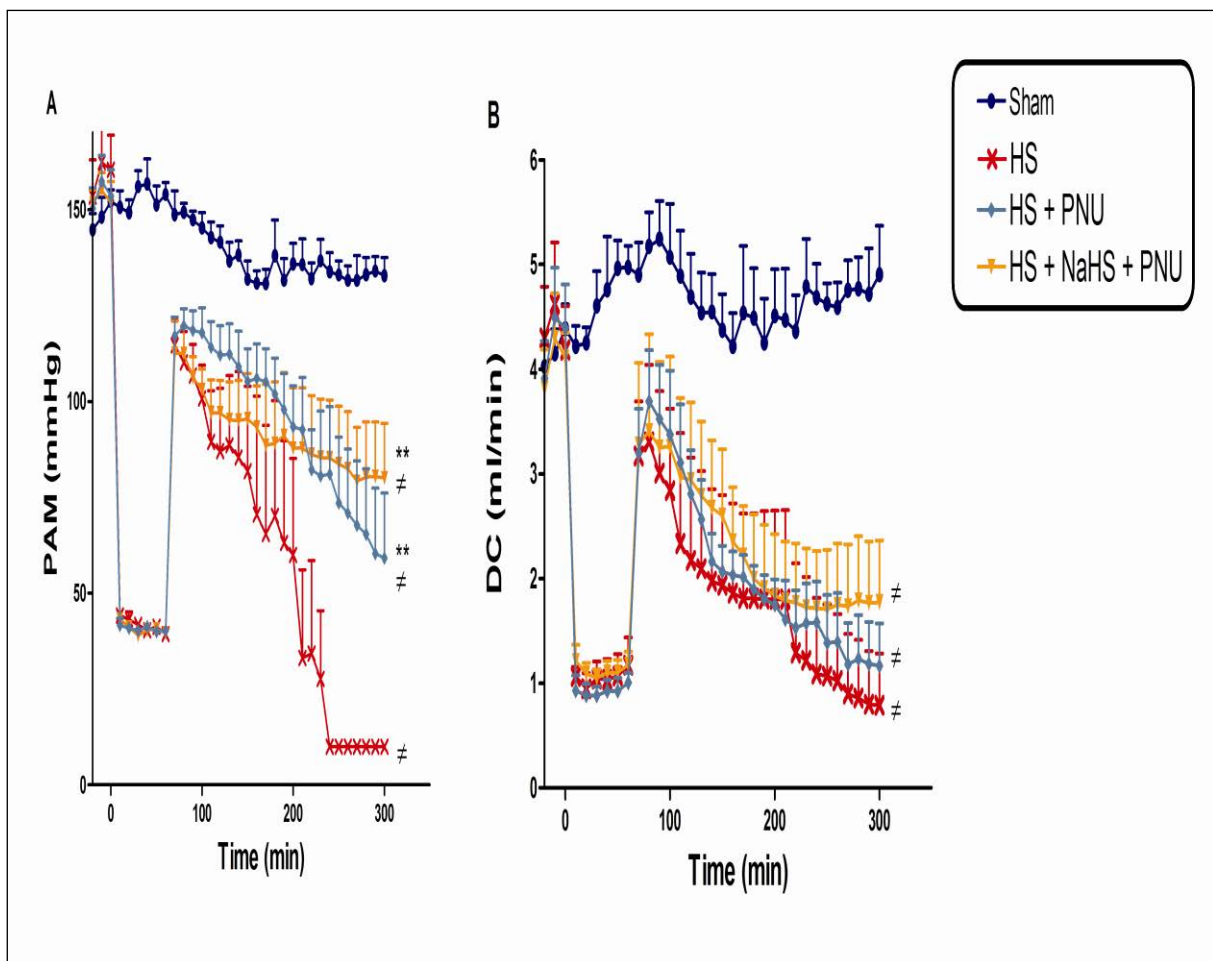 A
PAM (mmHg)
150
100
50
0
0 100 200 300
Time (min)
**
≠
**
≠
≠
B
DC (ml/min)
6
5
4
3
2
1
0
0 100 200 300
Time (min)
≠
≠
≠
Sham
HS
HS + PNU
HS + NaHS + PNU